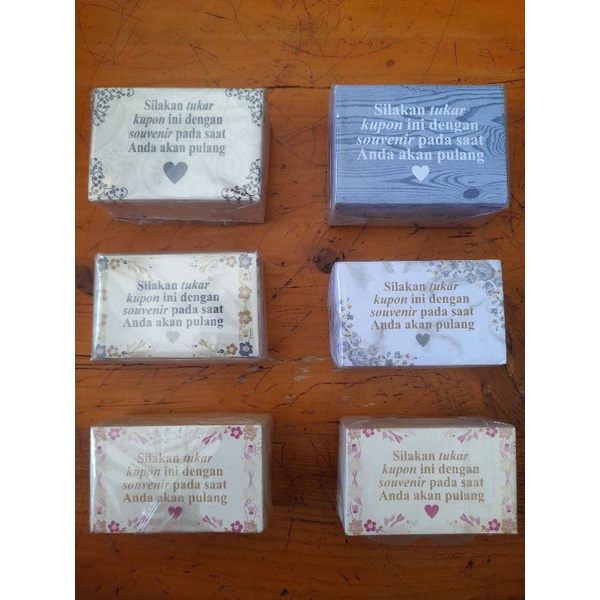 Silakan tukar
kupon ini dengan
souvenir pada saat
Anda akan pulang
Silakan tukar
kupon ini dengan
souvenir pada saat
Anda akan pulang
Silakan tukar
kupon ini dengan
souvenir pada saat
Anda akan pulang
Silakan tukar
kupon ini dengan
souvenir pada saat
Anda akan pulang
Silakan tukar
kupon ini dengan
souvenir pada saat
Anda akan pulang
Silakan tukar
kupon ini dengan
souvenir pada saat
Anda akan pulang